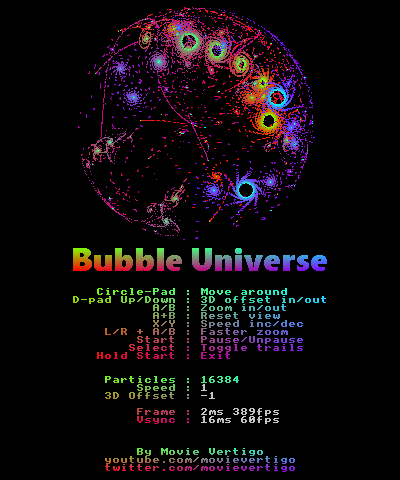 Bubble Universe
Circle-Pad : Move around
D-pad Up/Down : 3D offset in/out
A/B : Zoom in/out
A+B : Reset view
X/Y : Speed inc/dec
L/R + A/B : Faster zoom
Start : Pause/Unpause
Select : Toggle trails
Hold Start : Exit
Particles : 16384
Speed : 1
3D Offset : -1
Frame : 2ms 389fps
Vsync : 16ms 60fps
By Movie Vertigo
youtube.com/movievertigo
twitter.com/movievertigo